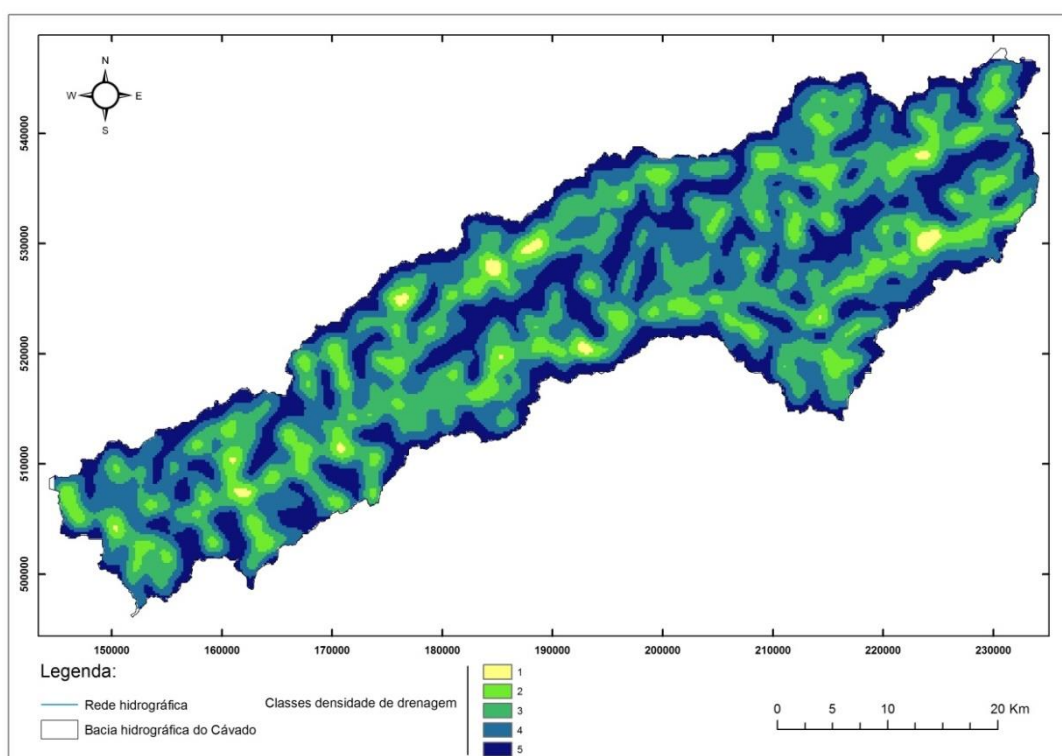 N
W E
S
540000
530000
520000
510000
500000
150000 160000 170000 180000 190000 200000 210000 220000 230000
Legenda:
Rede hidrográfica
Bacia hidrográfica do Cávado
Classes densidade de drenagem
1
2
3
4
5
0 5 10 20 Km